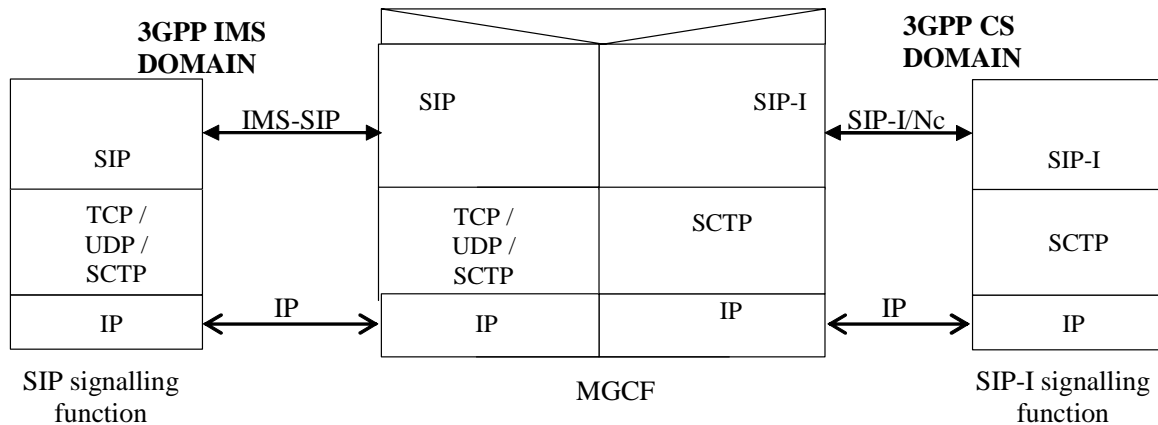 3GPP IMS
DOMAIN
3GPP CS
DOMAIN
SIP
IMS-SIP
SIP
SIP-I
SIP-I/Nc
SIP-I
TCP /
UDP /
SCTP
TCP /
UDP /
SCTP
SCTP
SCTP
IP
IP
IP
IP
IP
IP
SIP signalling
function
MGCF
SIP-I signalling
function